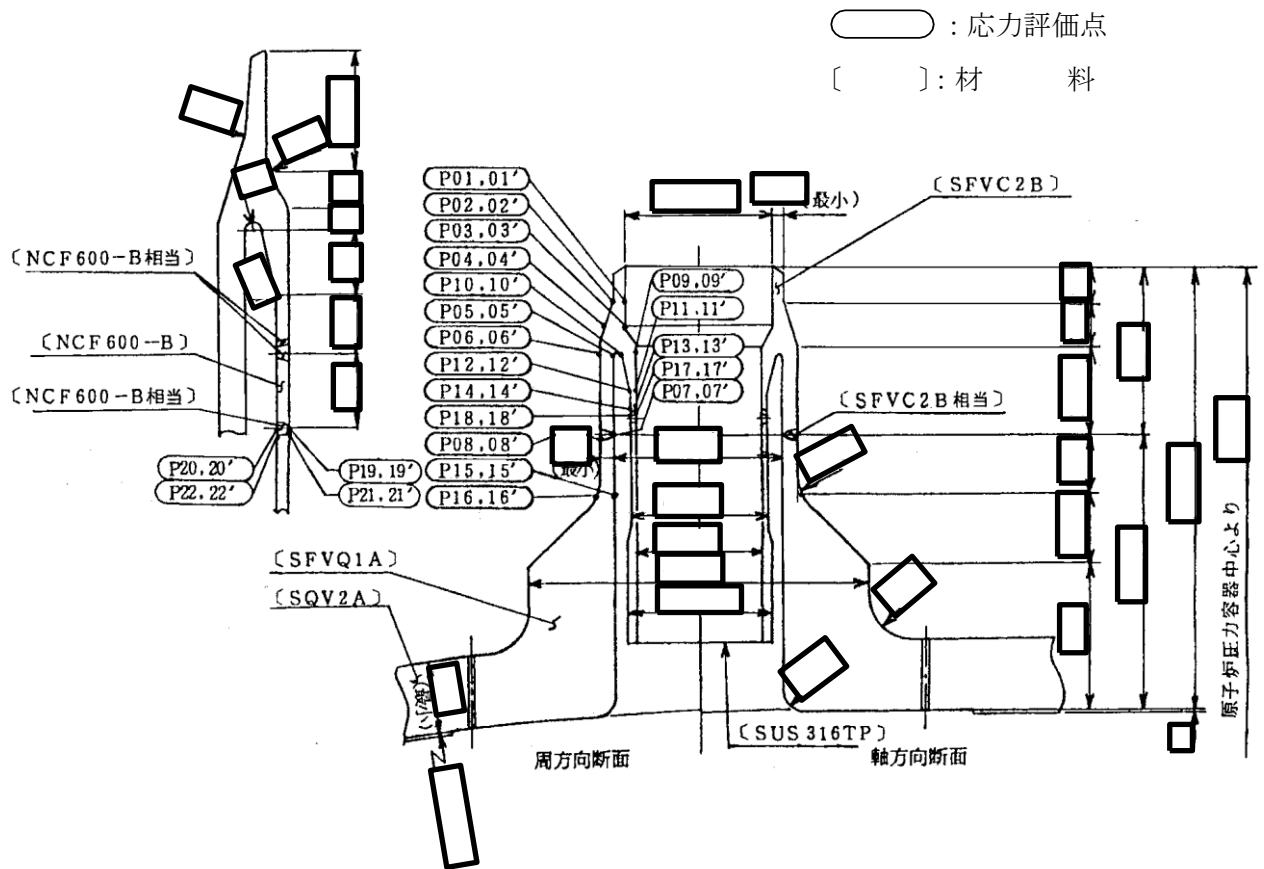 ：応力評価点
〔　　　〕：材　　　料
P01,01′
P02,02′
P03,03′
P04,04′
P10,10′
P05,05′
P06,06′
P12,12′
P14,14′
P18,18′
P08,08′
P15,15′
P16,16′
P09,09′
P11,11′
P13,13′
P17,17′
P07,07′
(最小)
〔SFVC2B〕
〔NCF600-B相当〕
〔NCF600-B〕
〔NCF600-B相当〕
P20,20′
P22,22′
P19,19′
P21,21′
(最小)
〔SFVC2B相当〕
〔SFVQ1A〕
〔SQV2A〕
(最小)
〔SUS316TP〕
周方向断面
軸方向断面
原子炉圧力容器中心より